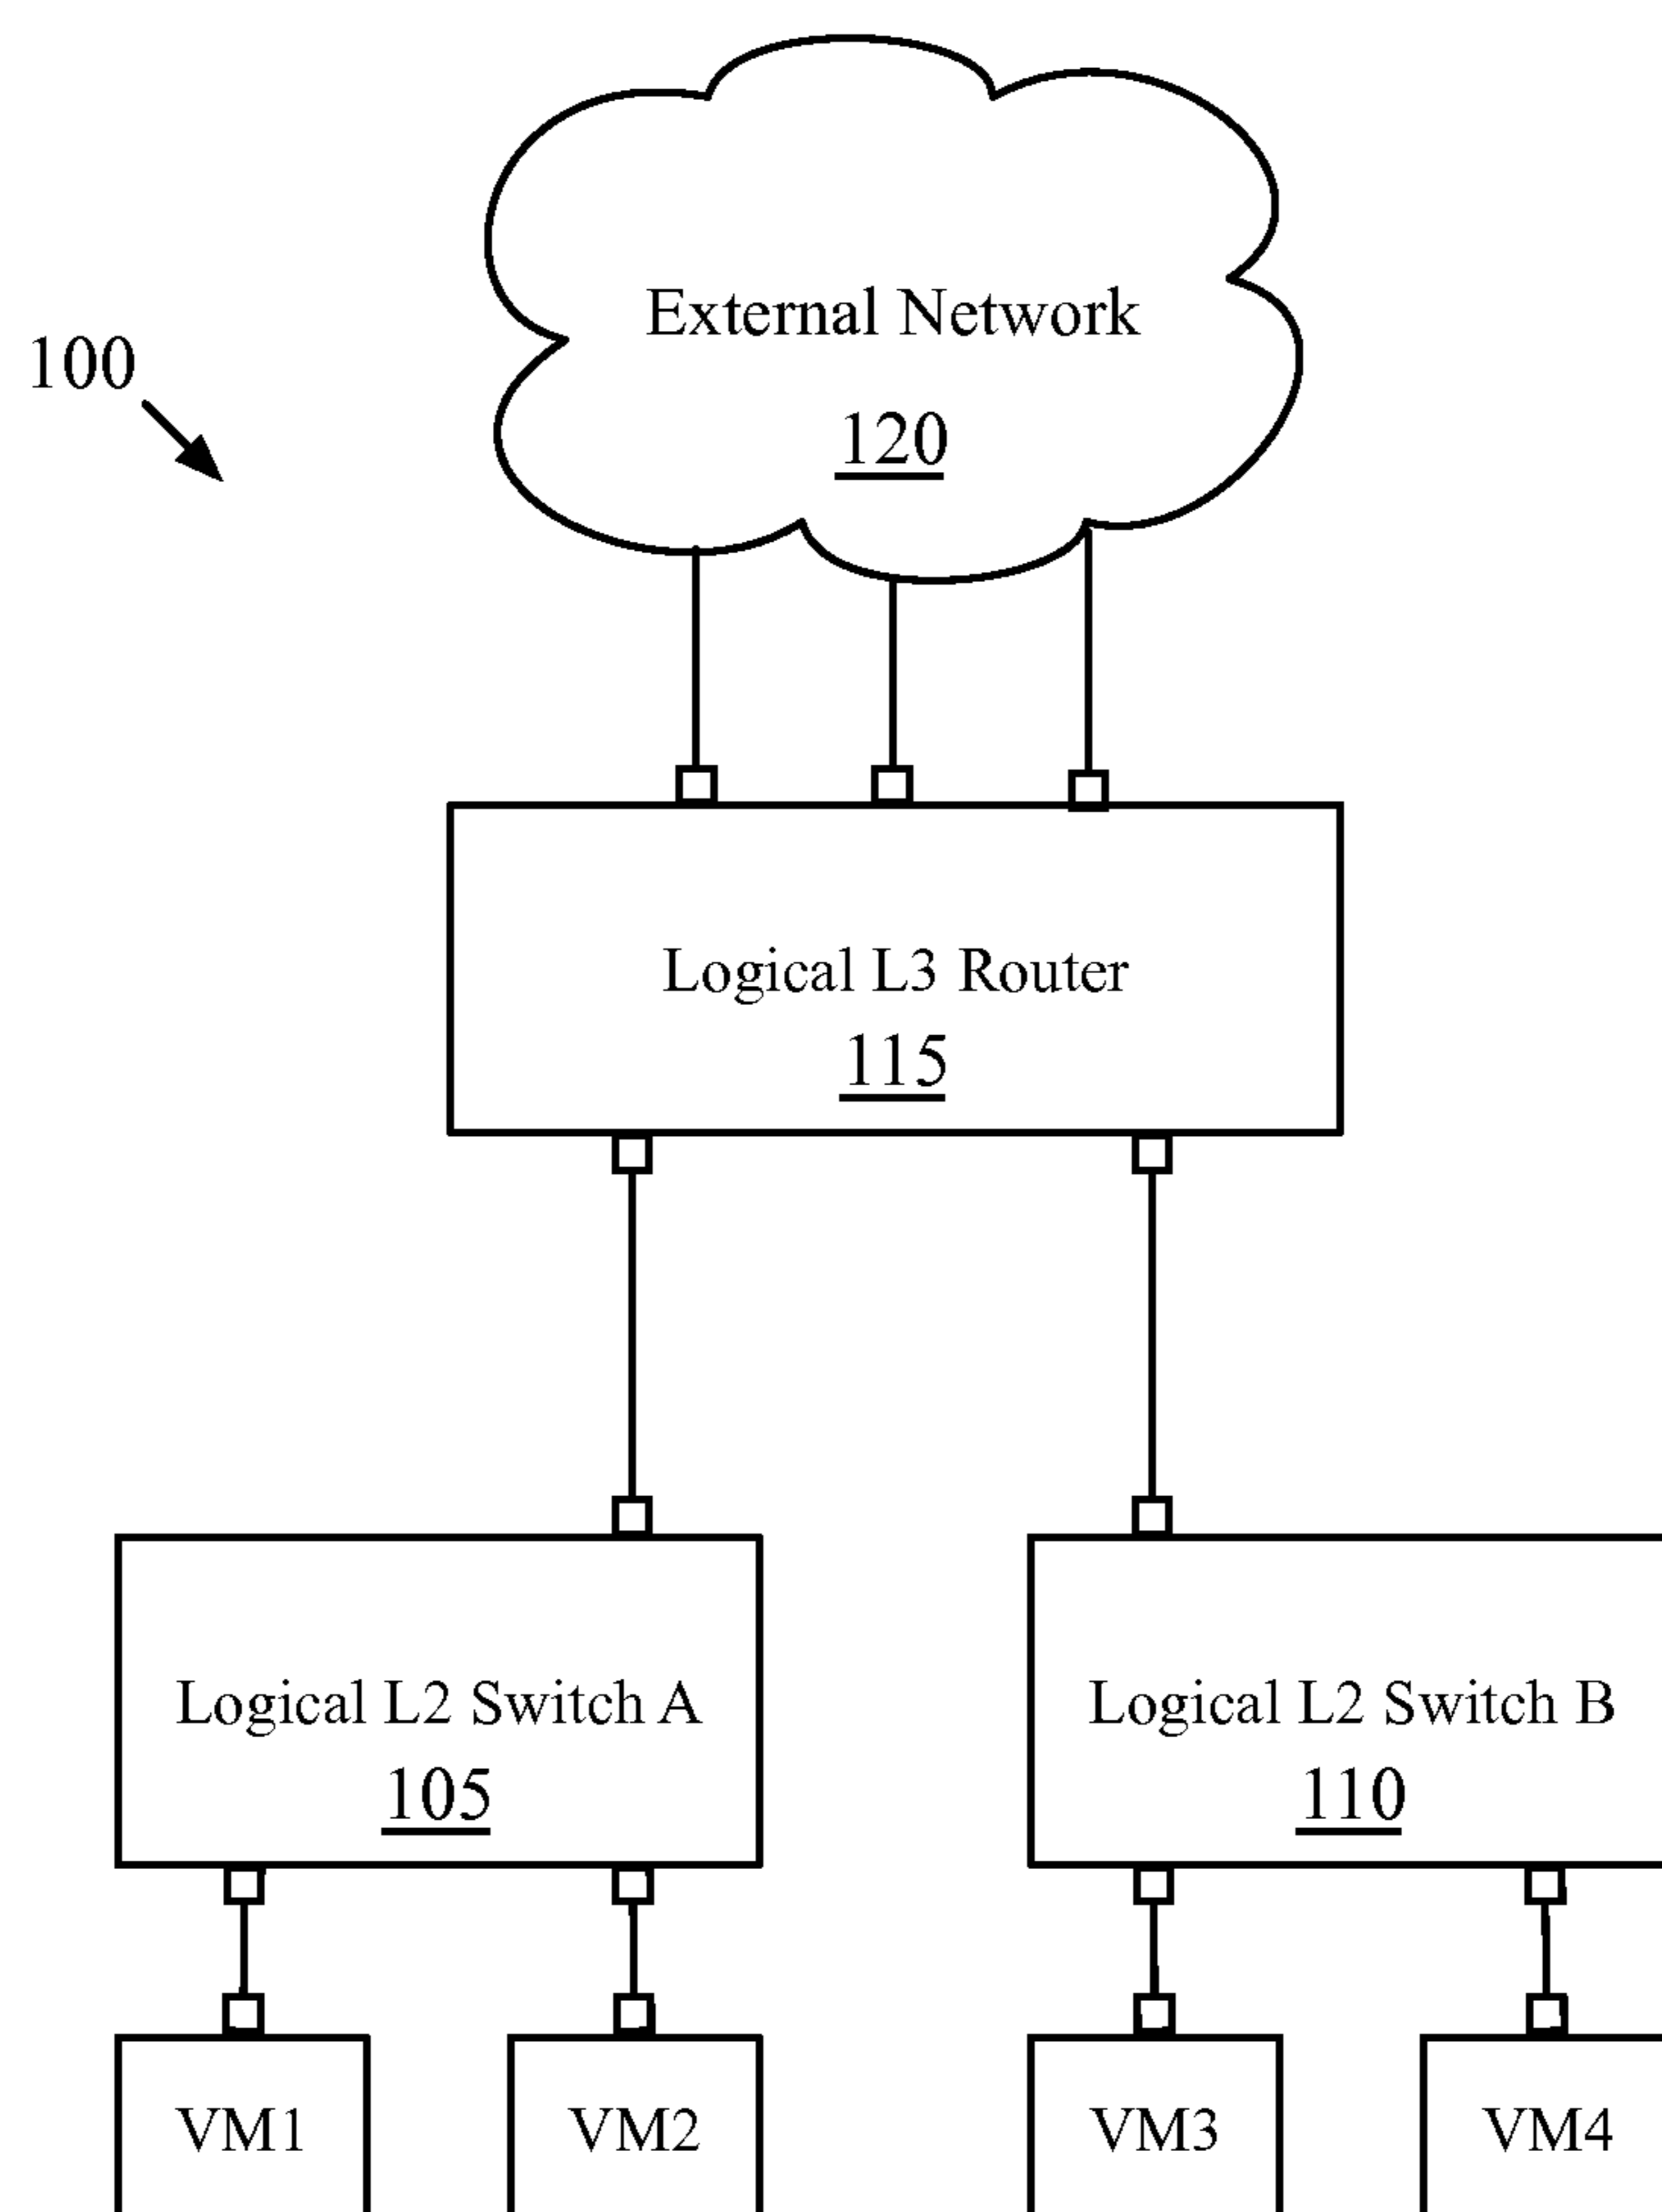 External Network
120
100
Logical L3 Router
115
Logical L2 Switch A
105
Logical L2 Switch B
110
VM1
VM2
VM3
VM4